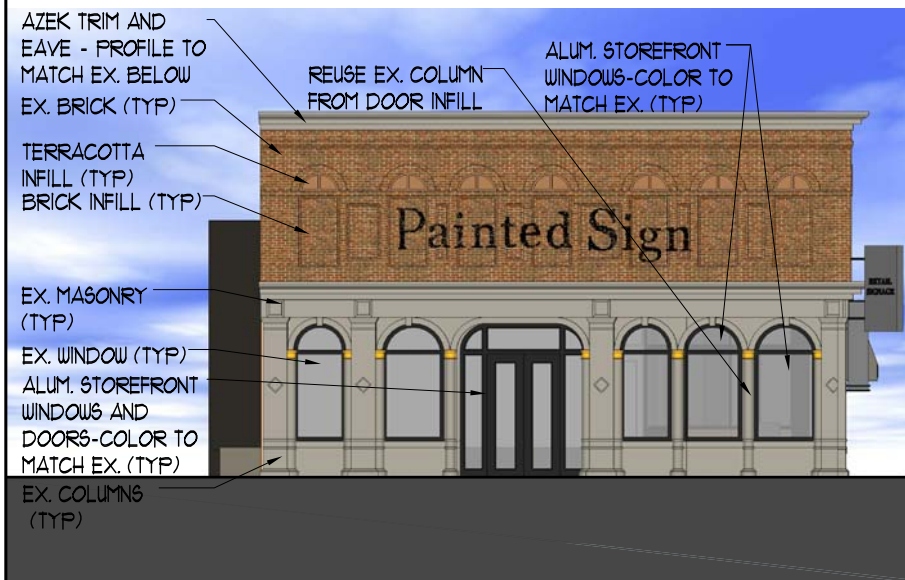 AZEK TRIM AND
EAVE - PROFILE TO
MATCH EX. BELOW
EX. BRICK (TYP)
TERRACOTTA
INFILL (TYP)
BRICK INFILL (TYP)
EX. MASONRY
(TYP)
EX. WINDOW (TYP)
ALUM. STOREFRONT
WINDOWS AND
DOORS-COLOR TO
MATCH EX. (TYP)
EX. COLUMNS
(TYP)
REUSE EX. COLUMN
FROM DOOR INFILL
ALUM. STOREFRONT
WINDOWS-COLOR TO
MATCH EX. (TYP)
Painted Sign
RETAIL
SIGNAGE